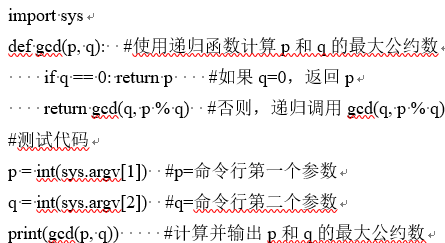 import sys
def gcd(p, q):  #使用递归函数计算 p 和 q 的最大公约数
    if q == 0: return p    #如果 q=0，返回 p
    return gcd(q, p % q)  #否则，递归调用 gcd(q, p % q)
#测试代码
p = int(sys.argv[1])  #p=命令行第一个参数
q = int(sys.argv[2])  #q=命令行第二个参数
print(gcd(p, q))     #计算并输出 p 和 q 的最大公约数